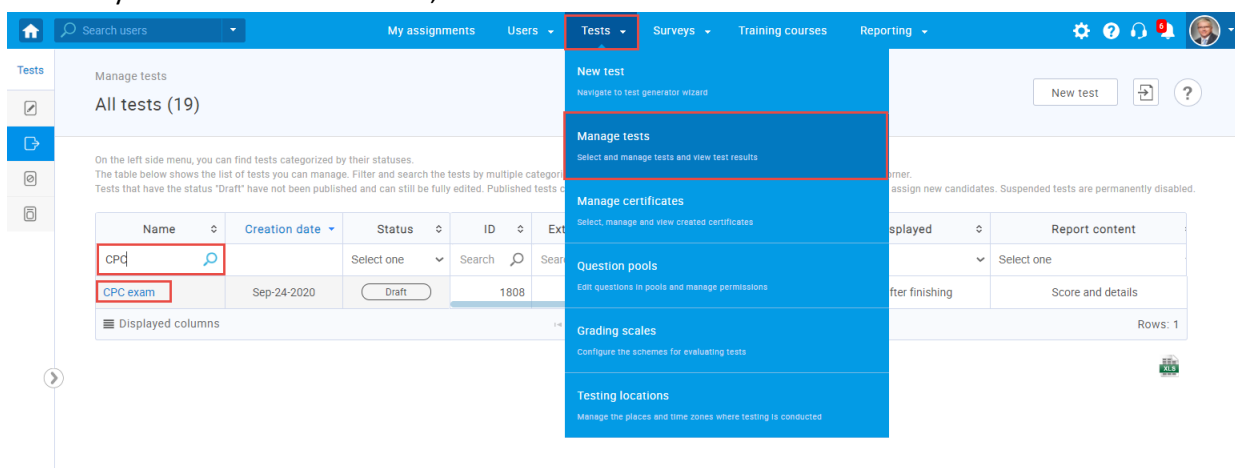 Search users
My assignments
Users
Tests
Surveys
Training courses
Reporting
6
Tests
Manage tests
All tests (19)
New test
?
New test
Navigate to test generator wizard
Manage tests
Select and manage tests and view test results
Manage certificates
Select, manage and view created certificates
Question pools
Edit questions in pools and manage permissions
Grading scales
Configure the schemes for evaluating tests
Testing locations
Manage the places and time zones where testing is conducted
On the left side menu, you can find tests categorized by their statuses.
The table below shows the list of tests you can manage. Filter and search the tests by multiple categori
Tests that have the status "Draft" have not been published and can still be fully edited. Published tests
assign new candidates. Suspended tests are permanently disabled.
Name Creation date Status ID Ext splayed Report content
CPC Select one Search Sear Select one
CPC exam Sep-24-2020 Draft 1808 fter finishing Score and details
Displayed columns Rows: 1
XLS